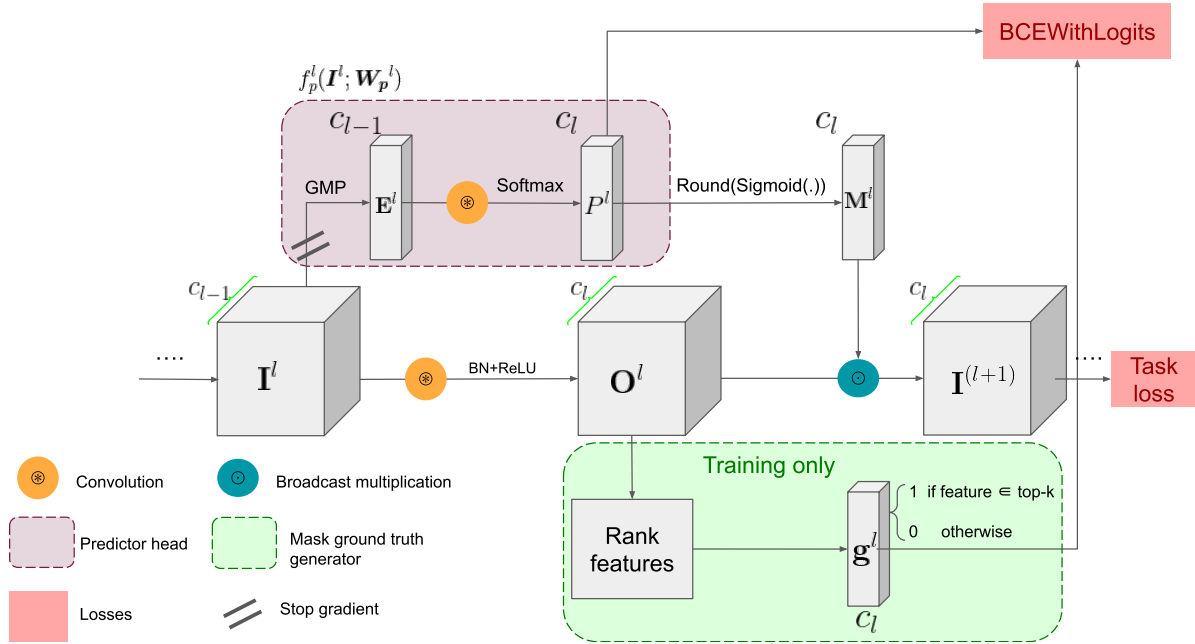 BCEWithLogits
f_p^l(I^l; W_p^l)
c_{l-1}
c_l
c_l
GMP
E^l
⊛
Softmax
P^l
Round(Sigmoid(.))
M^l
c_{l-1}
c_l
c_l
....
I^l
⊛
BN+ReLU
O^l
⊙
I^{(l+1)}
....
Task
loss
Training only
Rank
features
g^l
1 if feature ∈ top-k
0 otherwise
c_l
⊛
Convolution
⊙
Broadcast multiplication
Predictor head
Mask ground truth
generator
Losses
Stop gradient